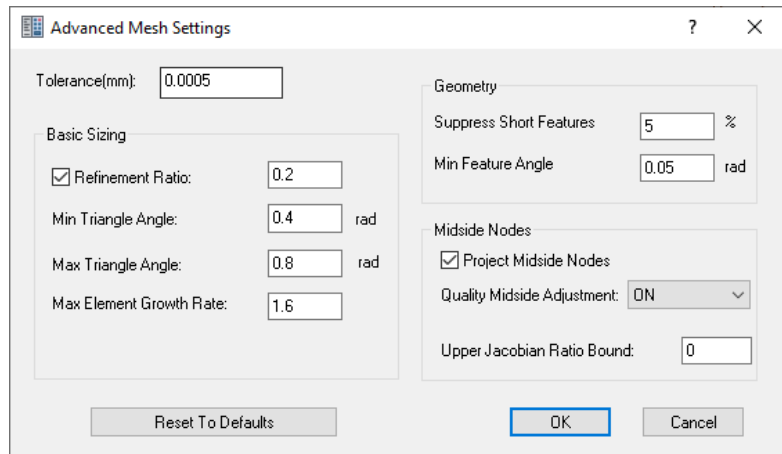 Advanced Mesh Settings
Tolerance(mm): 0.0005
Basic Sizing
Refinement Ratio: 0.2
Min Triangle Angle: 0.4 rad
Max Triangle Angle: 0.8 rad
Max Element Growth Rate: 1.6
Geometry
Suppress Short Features 5 %
Min Feature Angle 0.05 rad
Midside Nodes
Project Midside Nodes
Quality Midside Adjustment: ON
Upper Jacobian Ratio Bound: 0
Reset To Defaults OK Cancel